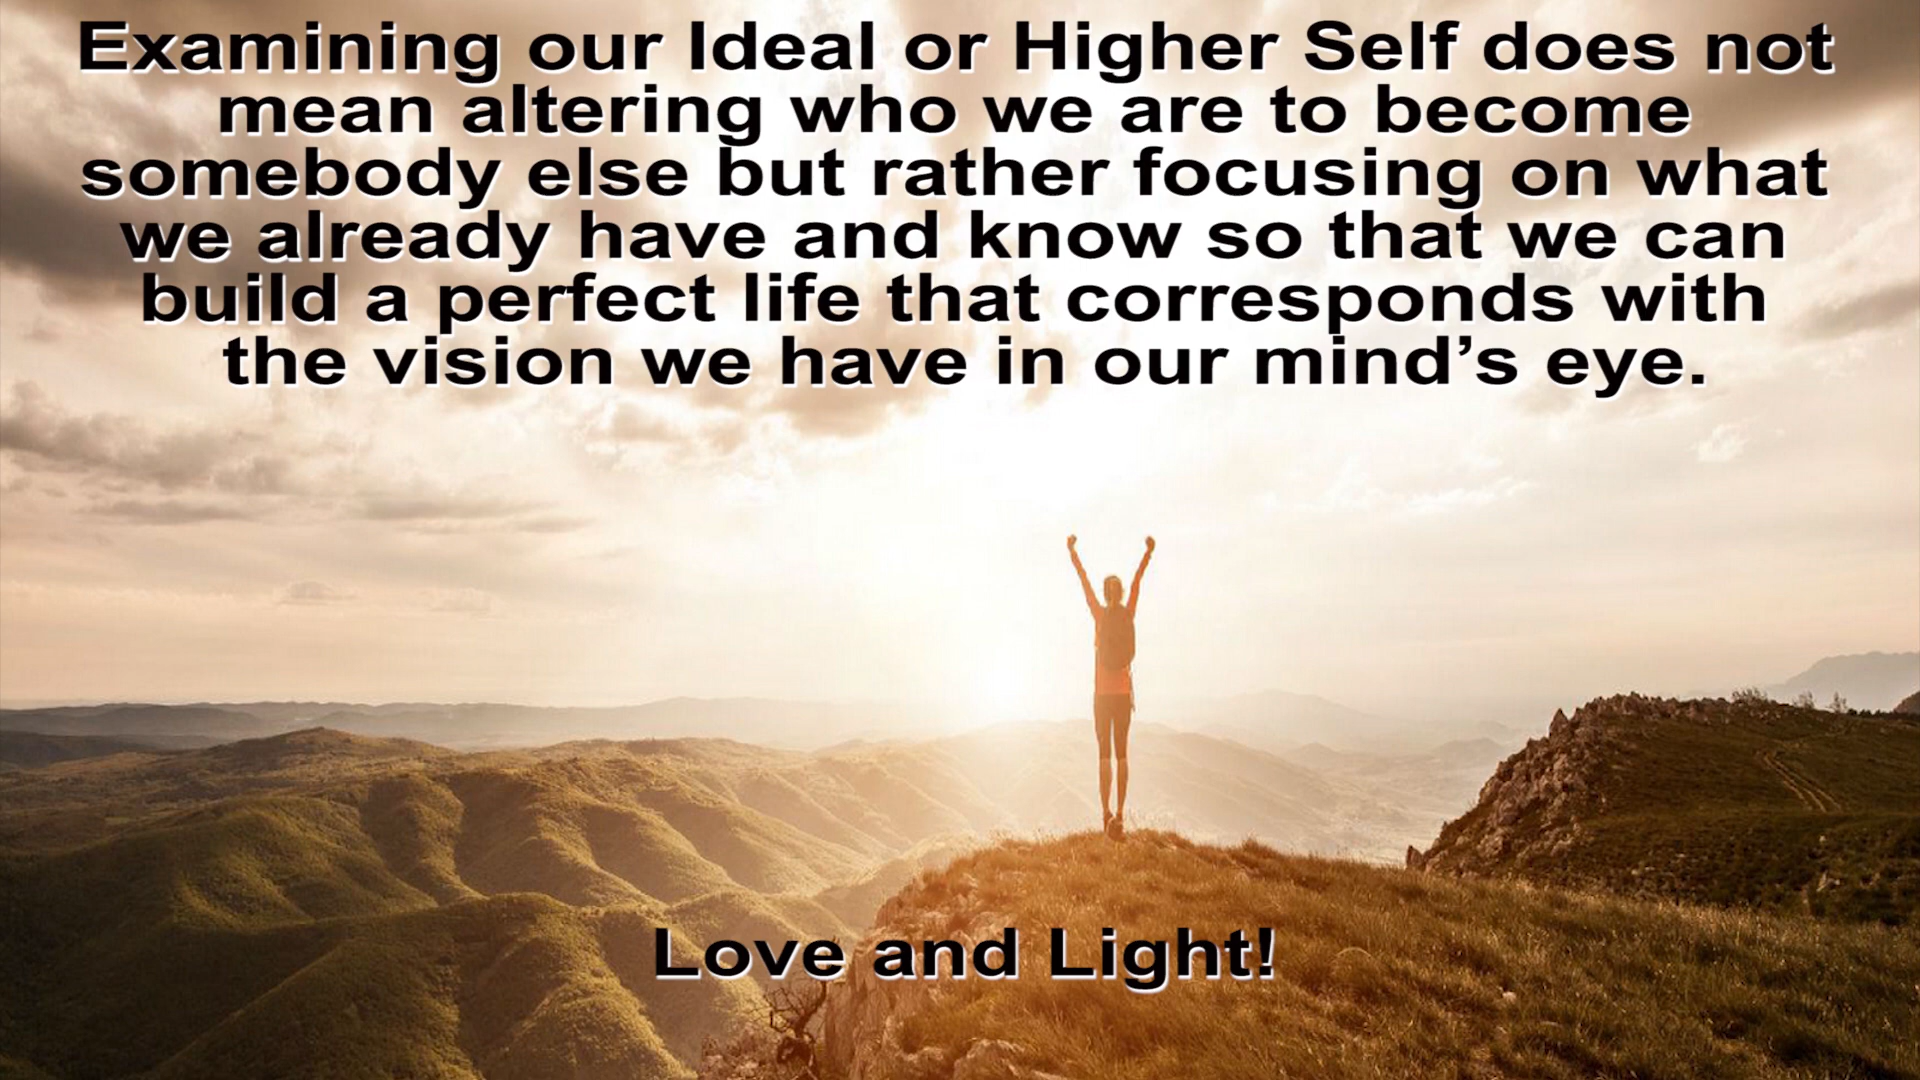 Examining our Ideal or Higher Self does not
mean altering who we are to become
somebody else but rather focusing on what
we already have and know so that we can
build a perfect life that corresponds with
the vision we have in our mind’s eye.
Love and Light!